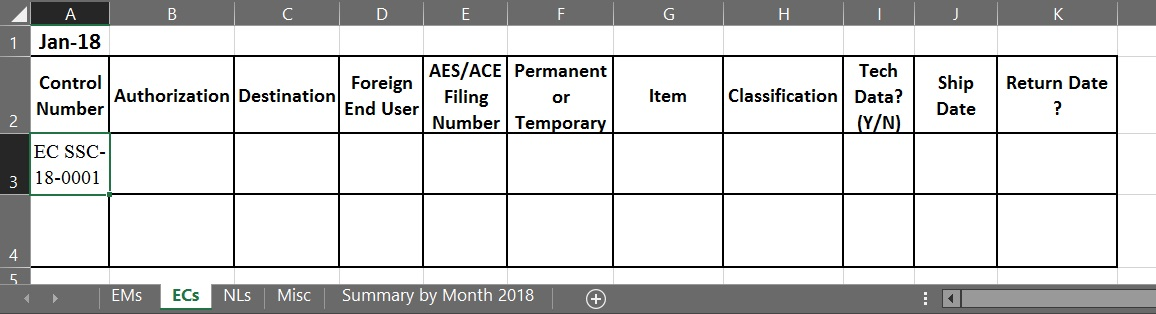 A B C D E F G H I J K
1 Jan-18
2 Control Number Authorization Destination Foreign End User AES/ACE Filing Number Permanent or Temporary Item Classification Tech Data? (Y/N) Ship Date Return Date ?
3 EC SSC-18-0001
4
5
EMs ECs NLs Misc Summary by Month 2018